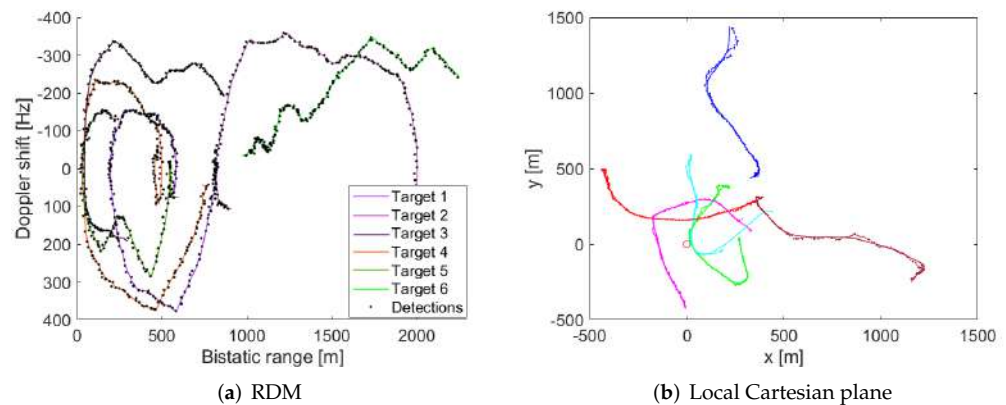 -400
-300
-200
-100
0
100
200
300
400
Doppler shift [Hz]
0 500 1000 1500 2000
Bistatic range [m]
Target 1
Target 2
Target 3
Target 4
Target 5
Target 6
Detections
(a) RDM
1500
1000
500
0
-500
y [m]
-500 0 500 1000 1500
x [m]
(b) Local Cartesian plane